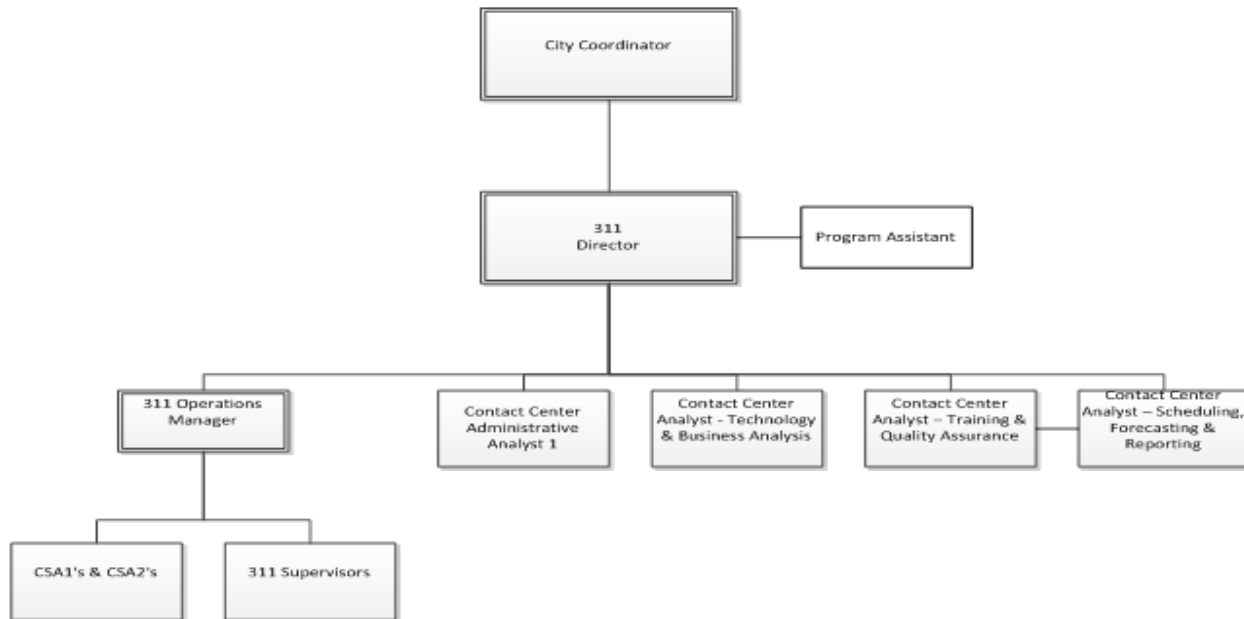 City Coordinator
311
Director
Program Assistant
311 Operations
Manager
Contact Center
Administrative
Analyst 1
Contact Center
Analyst - Technology
& Business Analysis
Contact Center
Analyst – Training &
Quality Assurance
Contact Center
Analyst – Scheduling,
Forecasting &
Reporting
CSA1's & CSA2's
311 Supervisors